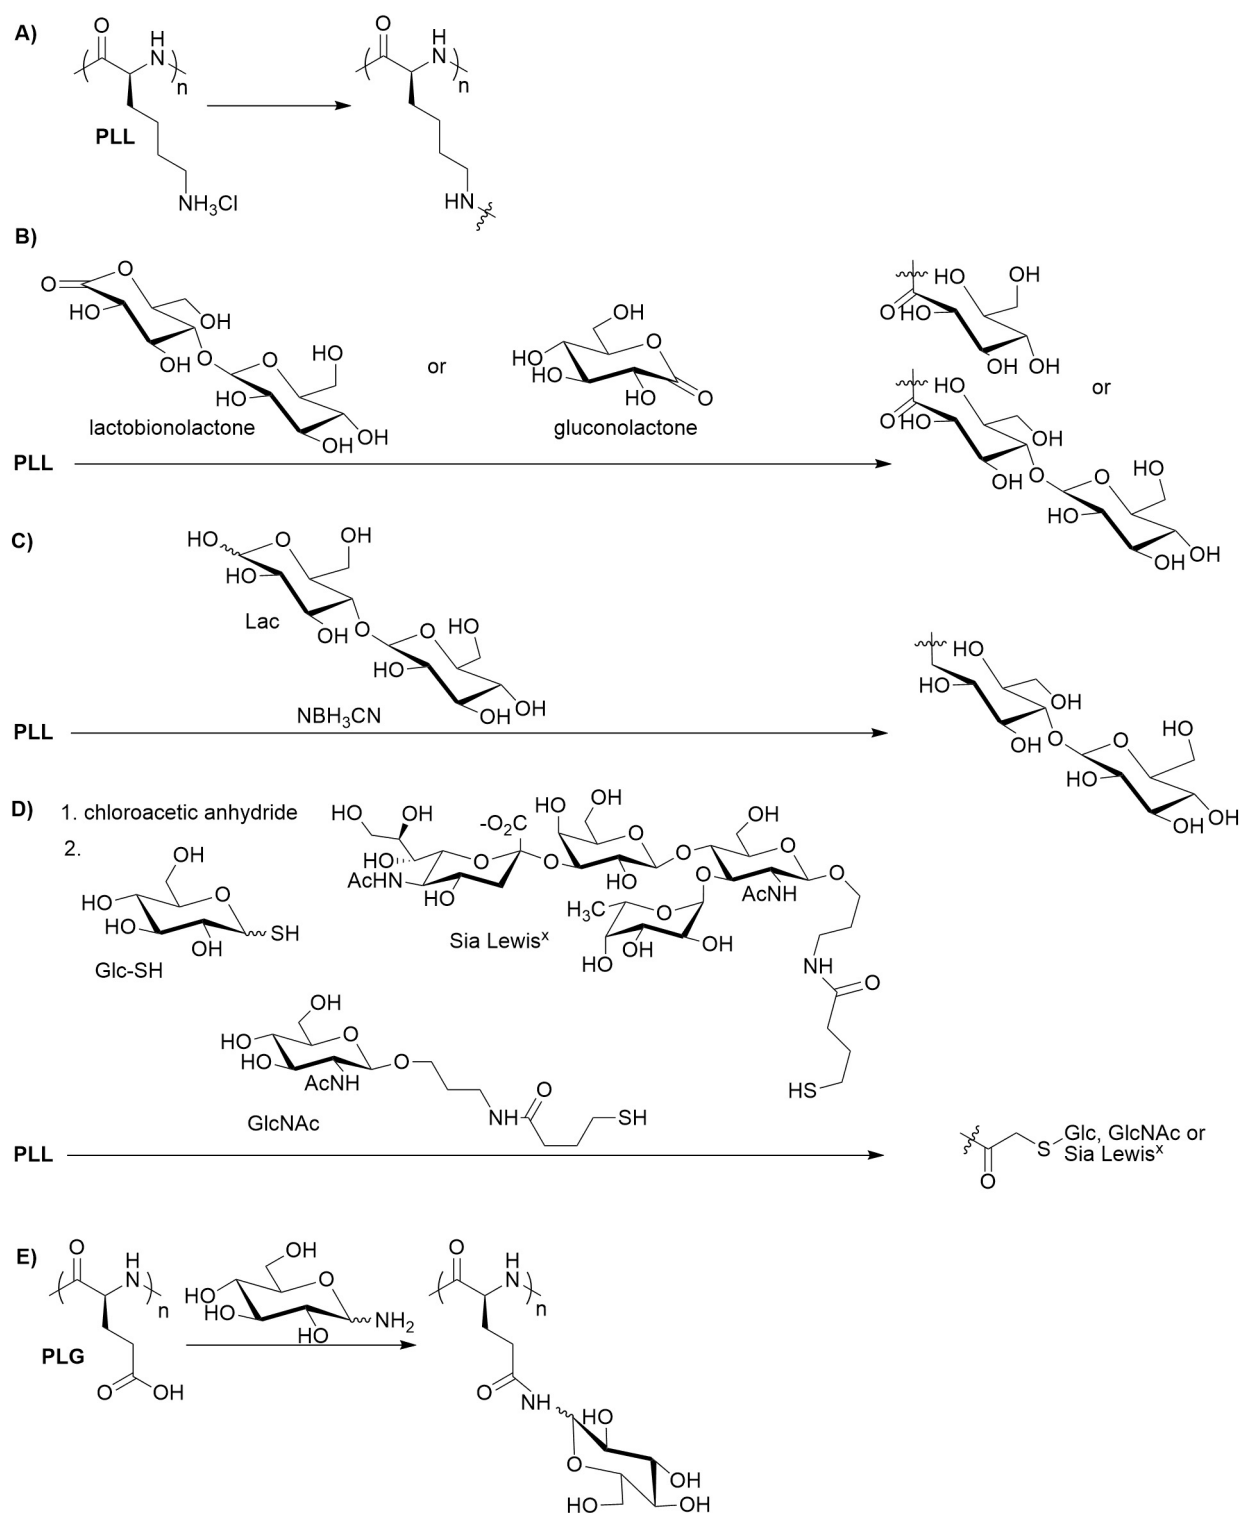 A)
O
H
N
n
PLL
NH3Cl
O
H
N
n
HN
B)
O
O
HO
OH
OH
O
O
OH
HO
OH
OH
lactobionolactone
or
OH
HO
O
HO
HO
O
gluconolactone
HO
OH
O
HO
OH
OH
or
HO
O
HO
OH
OH
O
O
HO
HO
OH
OH
PLL
C)
HO
O
OH
HO
Lac
OH
O
O
HO
HO
OH
OH
NBH3CN
HO
HO
OH
OH
O
O
HO
HO
OH
OH
PLL
D)
1. chloroacetic anhydride
2.
OH
HO
O
HO
OH
SH
Glc-SH
HO
OH
-O2C
HO
OH
HO
O
O
O
HO
O
OH
O
O
AcHN
HO
O
AcNH
H3C
O
OH
OH
HO
Sia Lewisx
NH
O
HS
OH
HO
O
HO
O
AcNH
NH
O
SH
GlcNAc
PLL
O
S
Glc, GlcNAc or
Sia Lewisx
E)
O
H
N
n
PLG
O
OH
OH
HO
O
HO
HO
NH2
O
H
N
n
O
NH
HO
O
OH
HO
OH